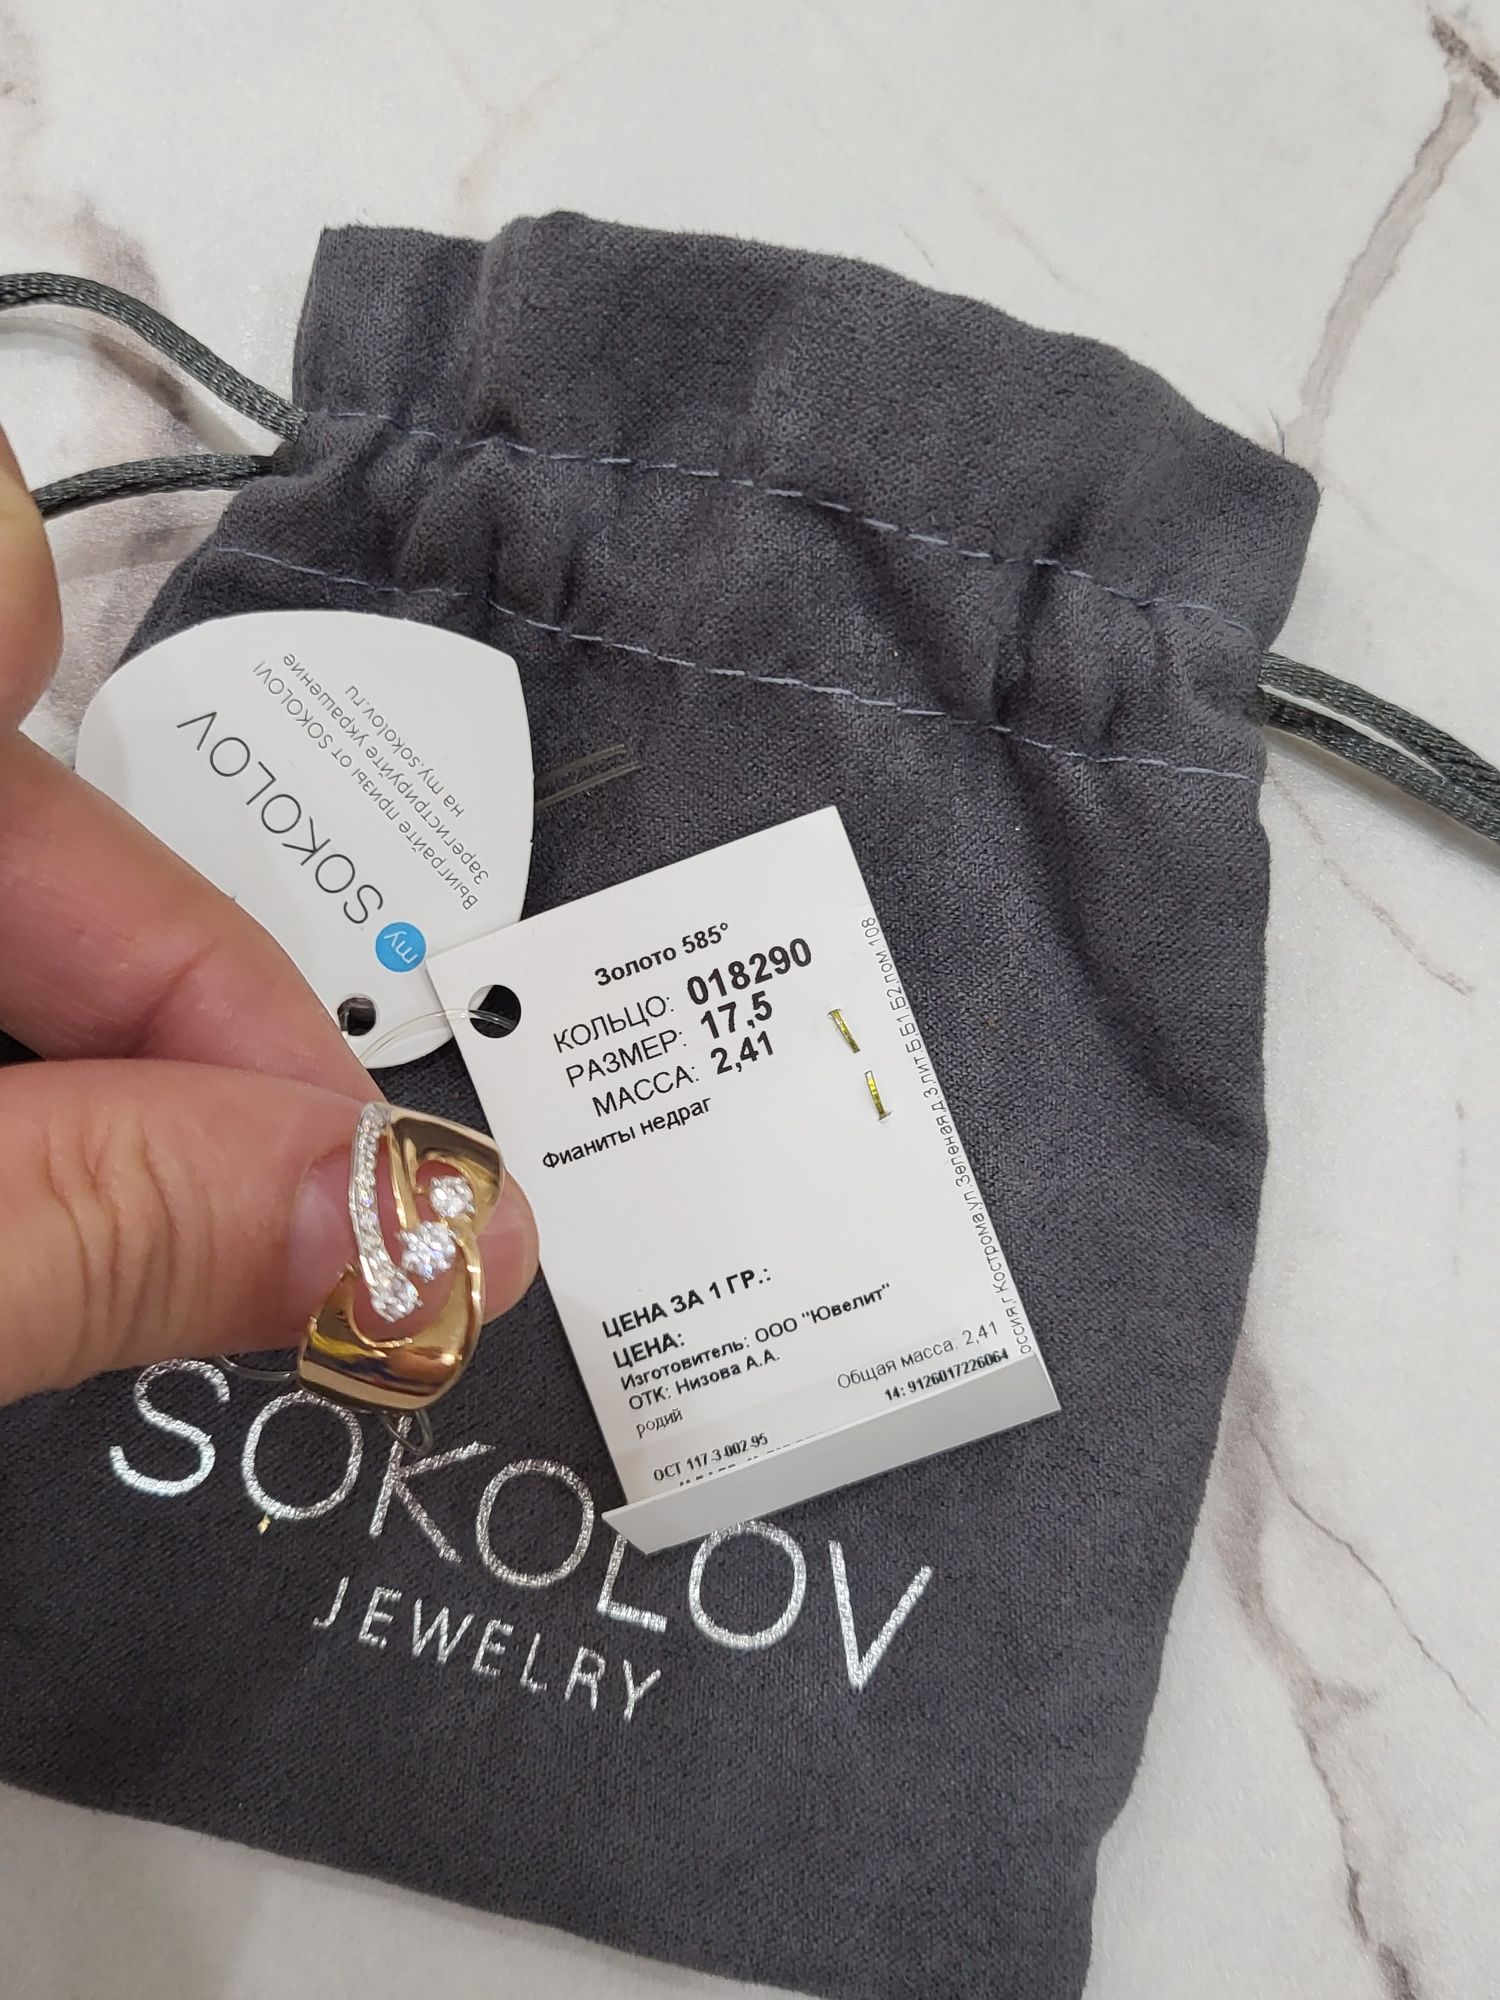 my SOKOLOV
Выиграйте призы от SOKOLOV!
Зарегистрируйте украшение
на my.sokolov.ru
Золото 585°
КОЛЬЦО: 018290
РАЗМЕР: 17,5
МАССА: 2,41
Фианиты недраг
ЦЕНА ЗА 1 ГР.:
ЦЕНА:
Изготовитель: ООО "Ювелит"
ОТК: Низова А.А.
родий
Общая масса: 2,41
14: 9126017226064
ОСТ 117-3-002-95
оссия,г.Кострома,ул.Зеленая,д.3,лит.Б,Б1,Б2,пом.108
SOKOLOV
JEWELRY